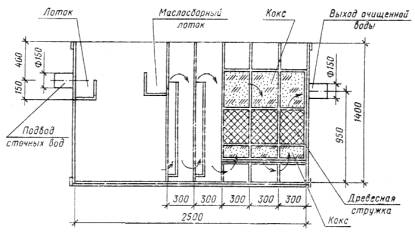 Лоток
Маслосборный
лоток
Кокс
Выход очищенной
воды
460
Ф150
150
Подвод
сточных вод
Ф150
1400
950
300
300
300
300
300
2500
Древесная
стружка
Кокс